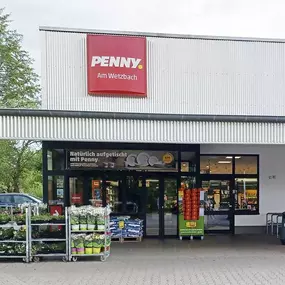 PENNY.
Am Wetzbach
Natürlich aufgetischt
mit Penny